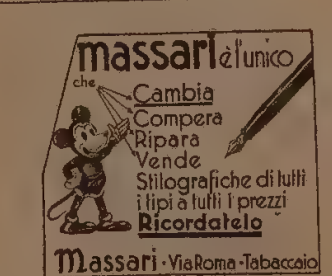 massari è l'unico
che Cambia
Compera
Ripara
Vende
Stilografiche di tutti
i tipi a tutti i prezzi
Ricordatelo
Massari · Via Roma · Tabaccaio